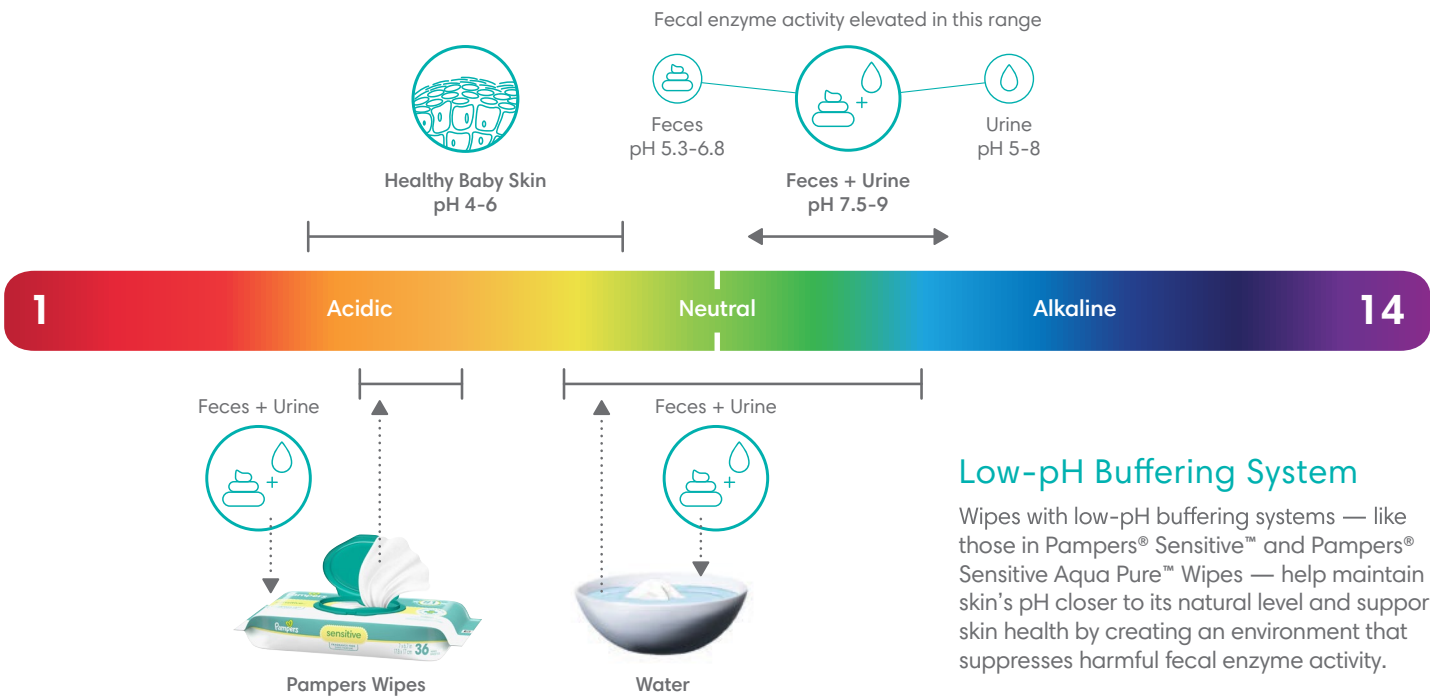 Fecal enzyme activity elevated in this range
Feces
pH 5.3-6.8
Urine
pH 5-8
Healthy Baby Skin
pH 4-6
Feces + Urine
pH 7.5-9
1
Acidic
Neutral
Alkaline
14
Feces + Urine
Feces + Urine
Pampers
sensitive
36
Pampers Wipes
Water
Low-pH Buffering System
Wipes with low-pH buffering systems — like
those in Pampers® Sensitive™ and Pampers®
Sensitive Aqua Pure™ Wipes — help maintain
skin's pH closer to its natural level and suppor
skin health by creating an environment that
suppresses harmful fecal enzyme activity.